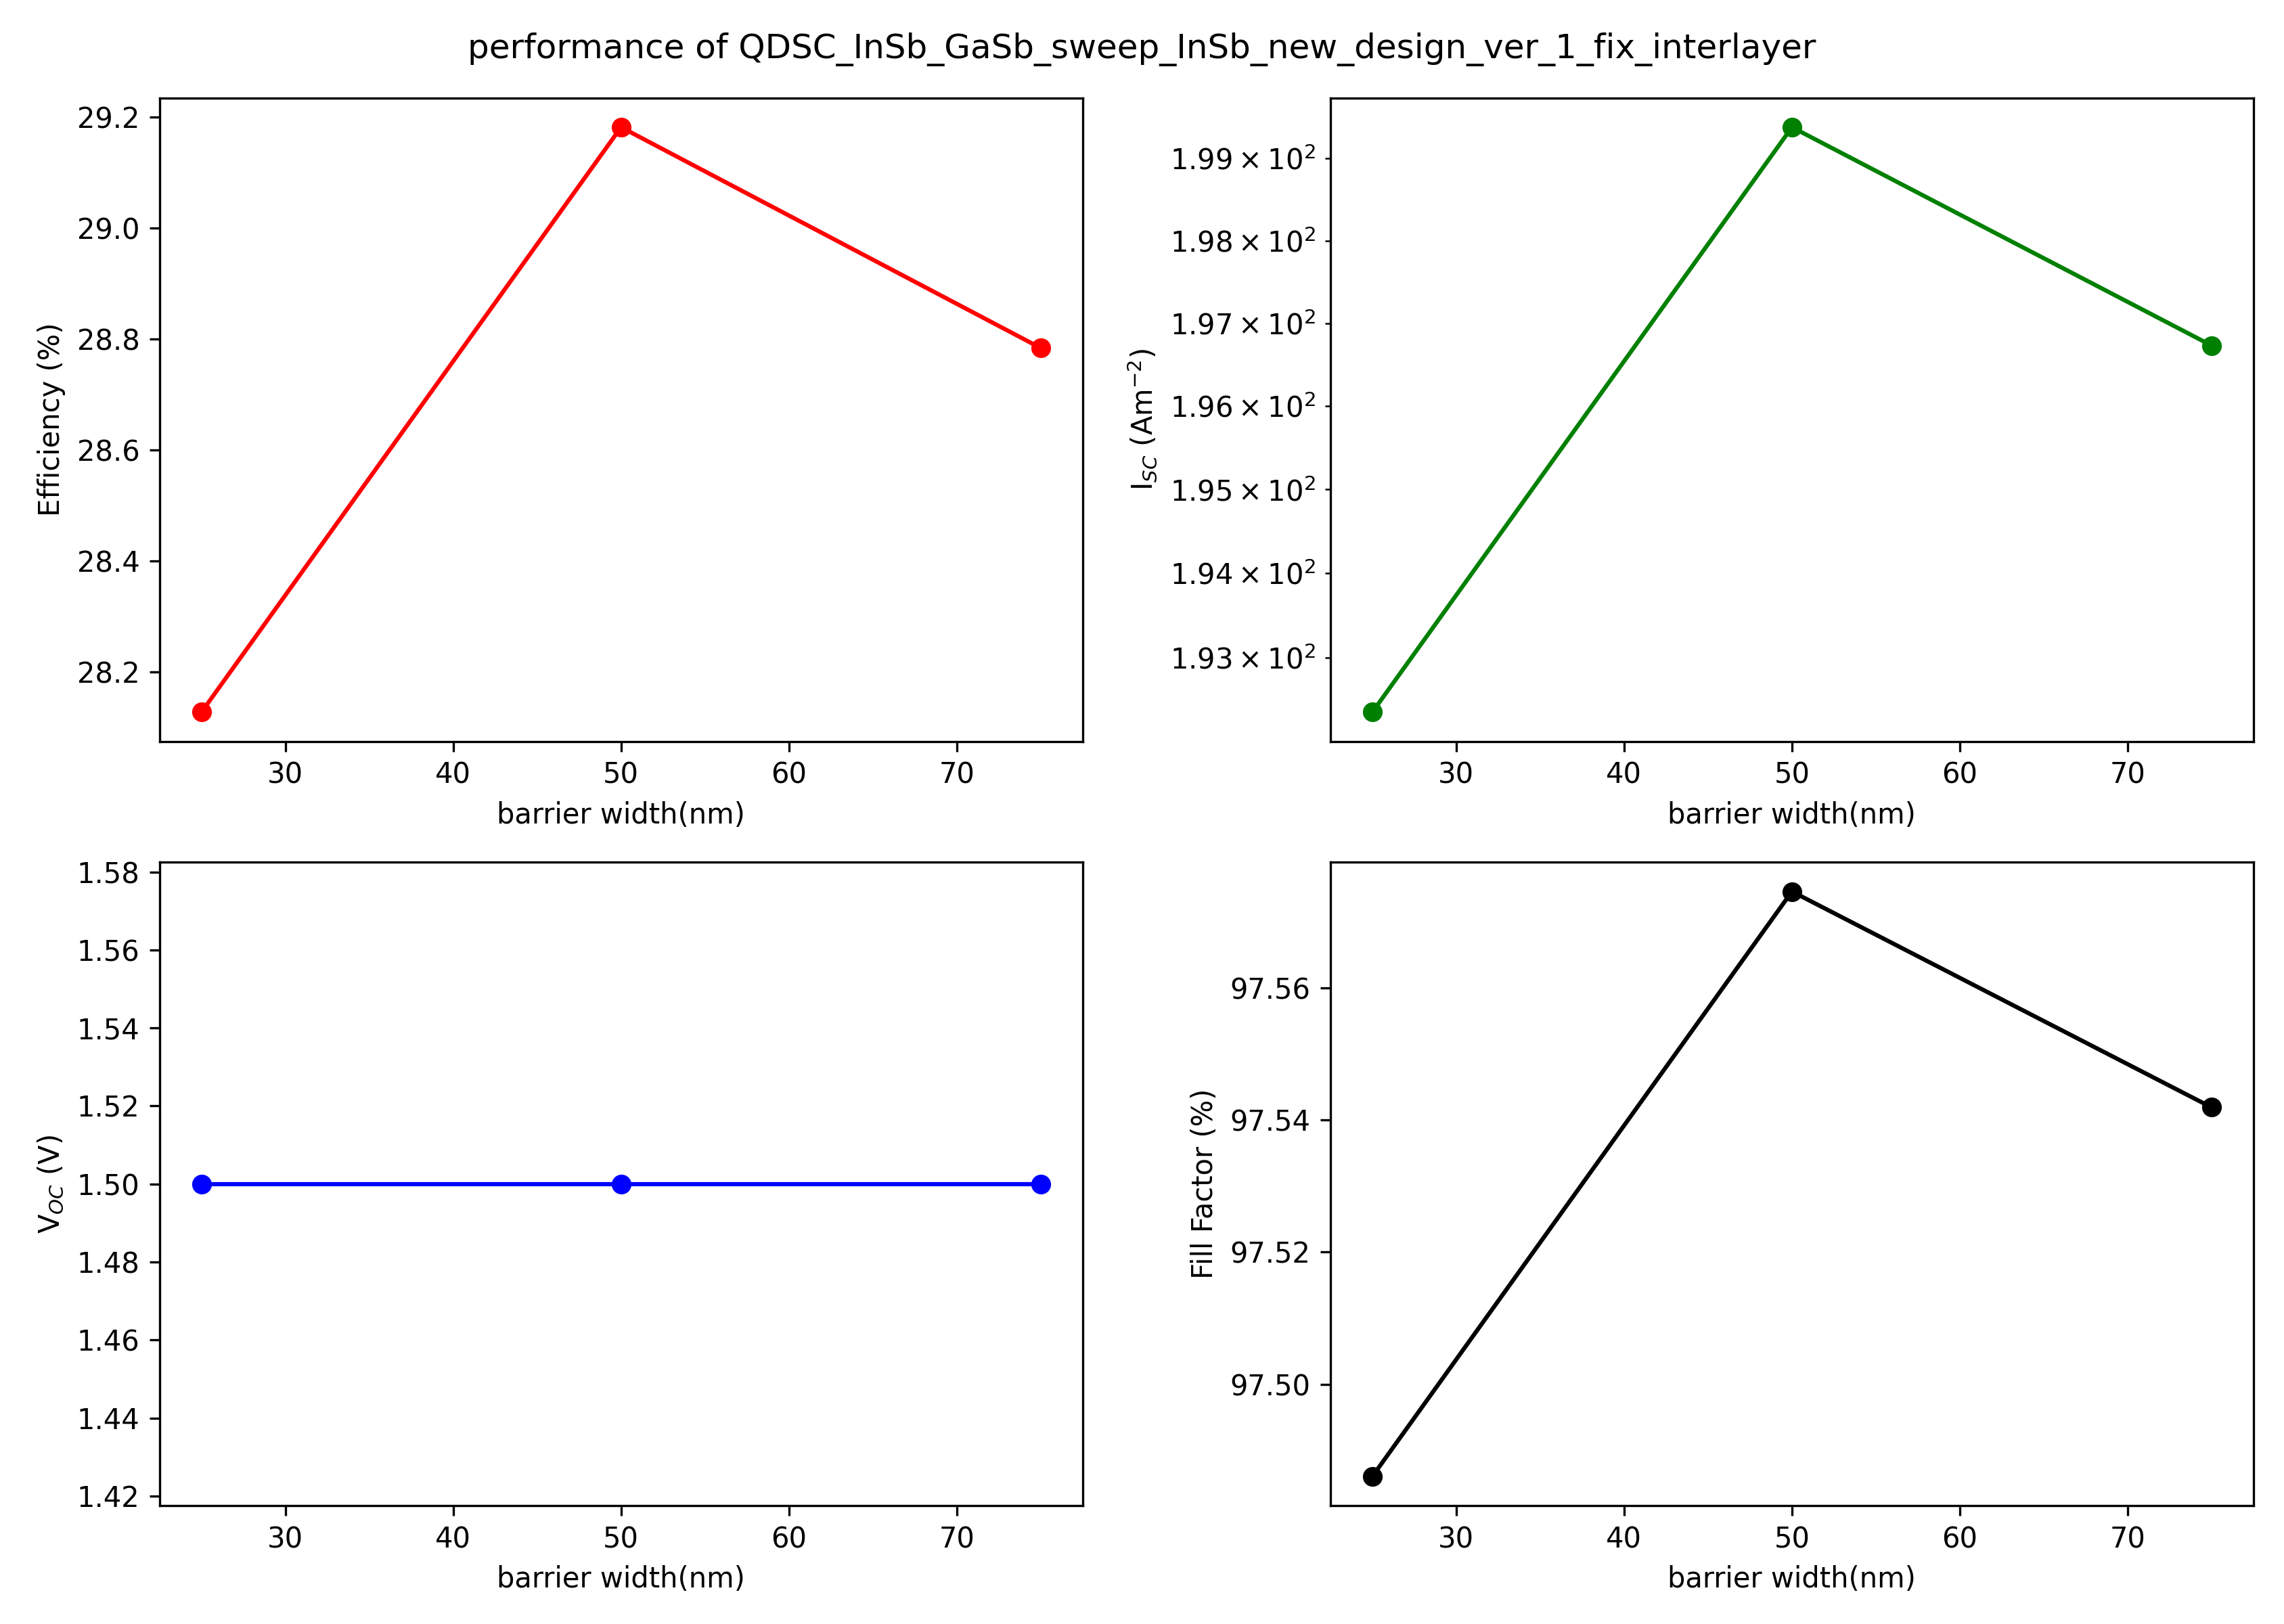 performance of QDSC_InSb_GaSb_sweep_InSb_new_design_ver_1_fix_interlayer
Efficiency (%)
29.2
29.0
28.8
28.6
28.4
28.2
30 40 50 60 70
barrier width(nm)
I_SC (Am⁻²)
1.99 × 10²
1.98 × 10²
1.97 × 10²
1.96 × 10²
1.95 × 10²
1.94 × 10²
1.93 × 10²
30 40 50 60 70
barrier width(nm)
V_OC (V)
1.58
1.56
1.54
1.52
1.50
1.48
1.46
1.44
1.42
30 40 50 60 70
barrier width(nm)
Fill Factor (%)
97.56
97.54
97.52
97.50
30 40 50 60 70
barrier width(nm)